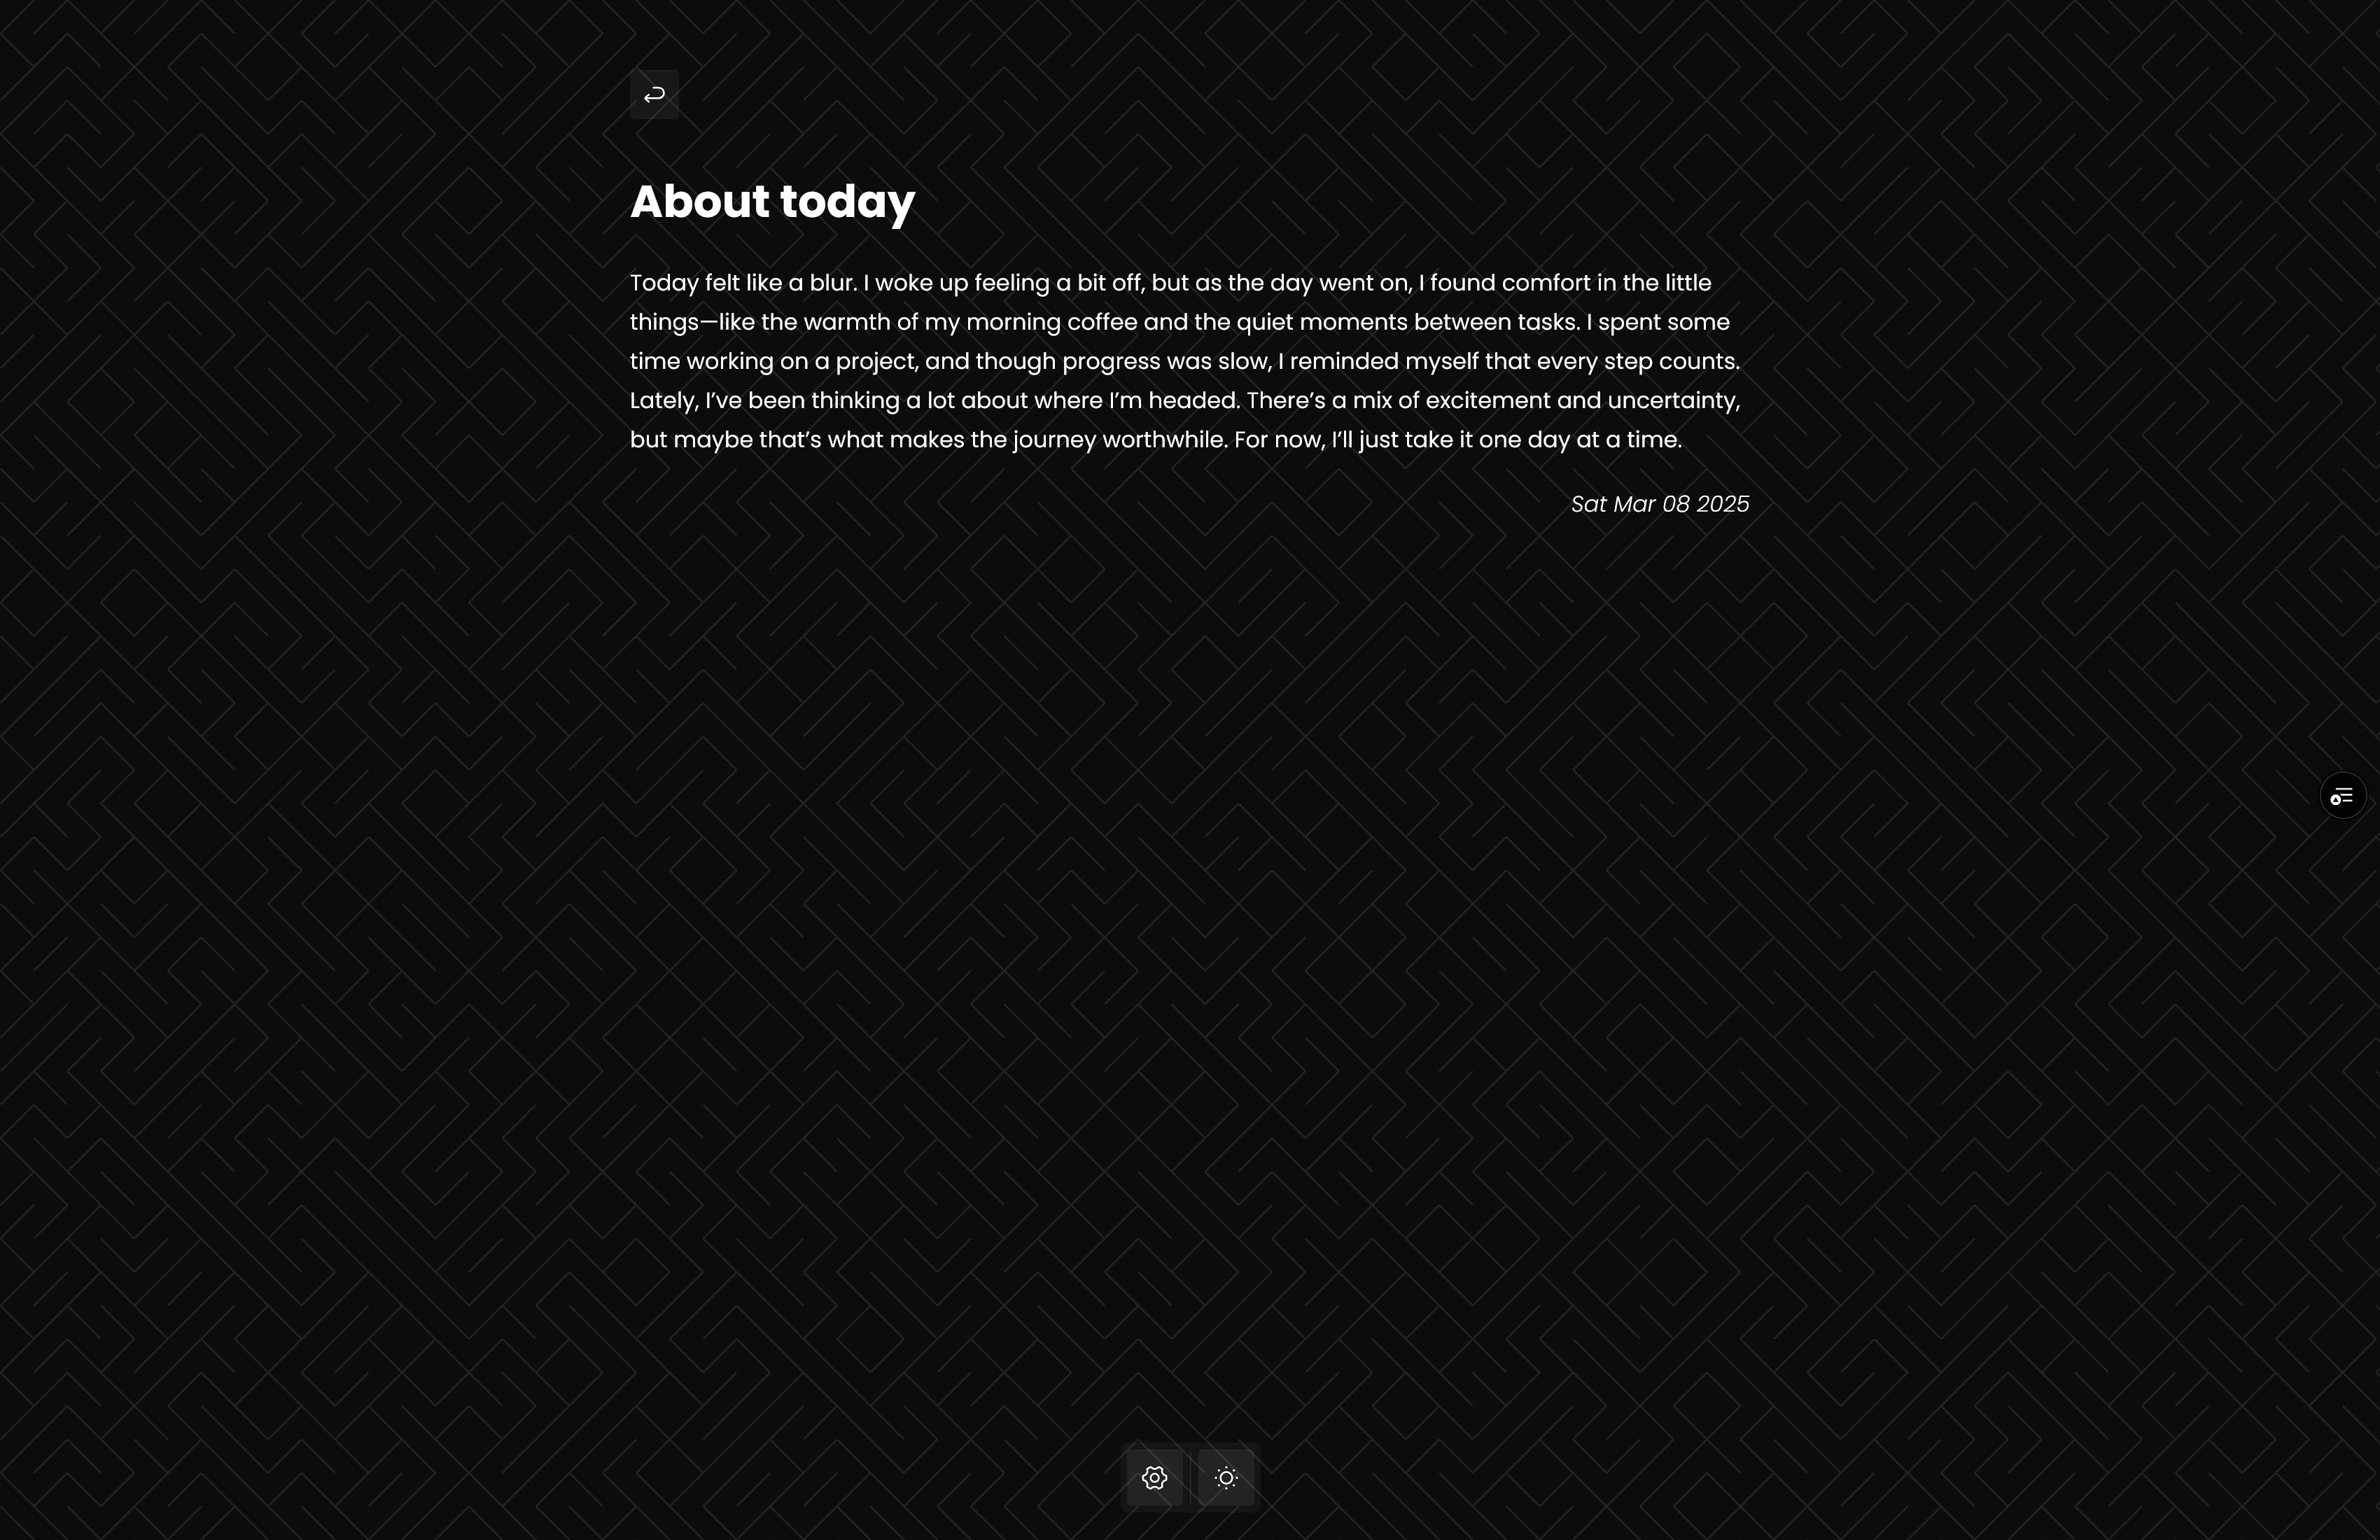 About today
Today felt like a blur. I woke up feeling a bit off, but as the day went on, I found comfort in the little
things—like the warmth of my morning coffee and the quiet moments between tasks. I spent some
time working on a project, and though progress was slow, I reminded myself that every step counts.
Lately, I’ve been thinking a lot about where I’m headed. There’s a mix of excitement and uncertainty,
but maybe that’s what makes the journey worthwhile. For now, I’ll just take it one day at a time.
Sat Mar 08 2025